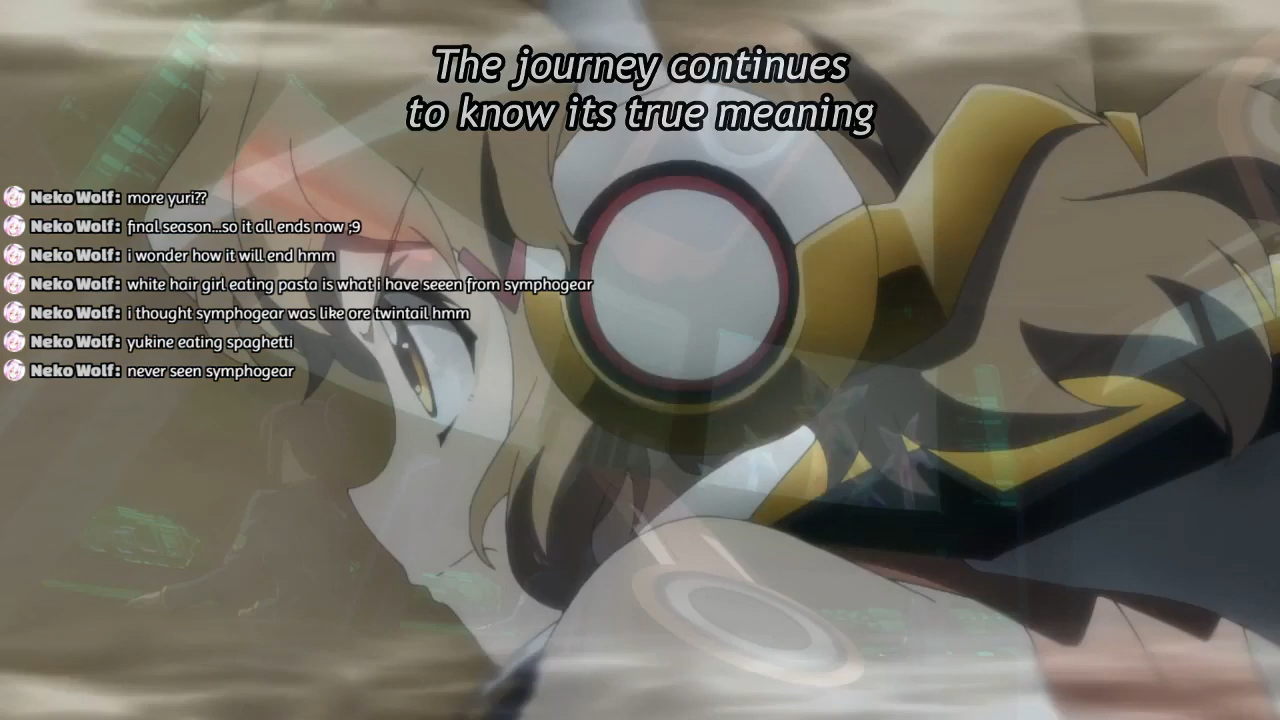 The journey continues
to know its true meaning
Neko Wolf: more yuri??
Neko Wolf: final season...so it all ends now ;9
Neko Wolf: i wonder how it will end hmm
Neko Wolf: white hair girl eating pasta is what i have seeen from symphogear
Neko Wolf: i thought symphogear was like ore twintail hmm
Neko Wolf: yukine eating spaghetti
Neko Wolf: never seen symphogear